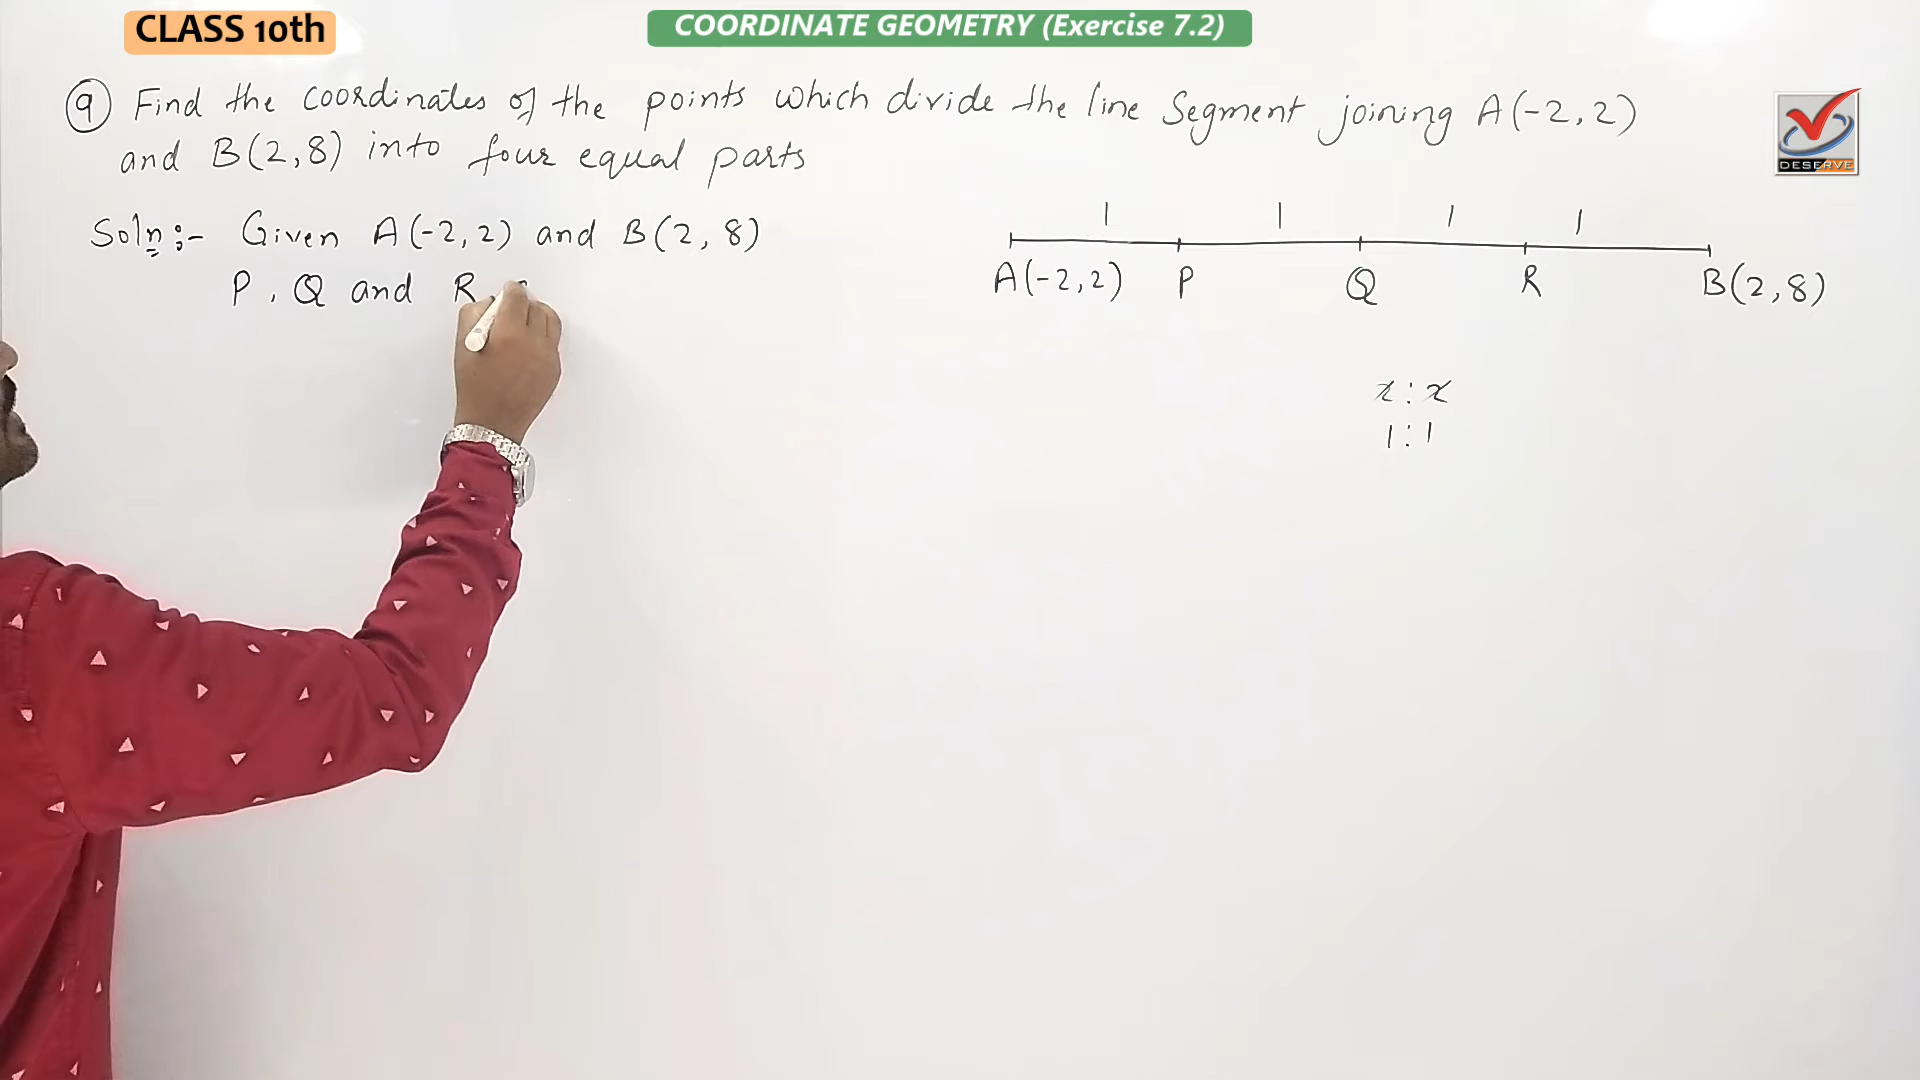 CLASS 10th
COORDINATE GEOMETRY (Exercise 7.2)
9 Find the coordinates of the points which divide the line Segment joining A(-2, 2)
and B(2,8) into four equal parts
DESERVE
Soln:- Given A(-2, 2) and B(2, 8)
P, Q and R
1 1 1 1
A(-2, 2) P Q R B(2, 8)
x : x
1 : 1